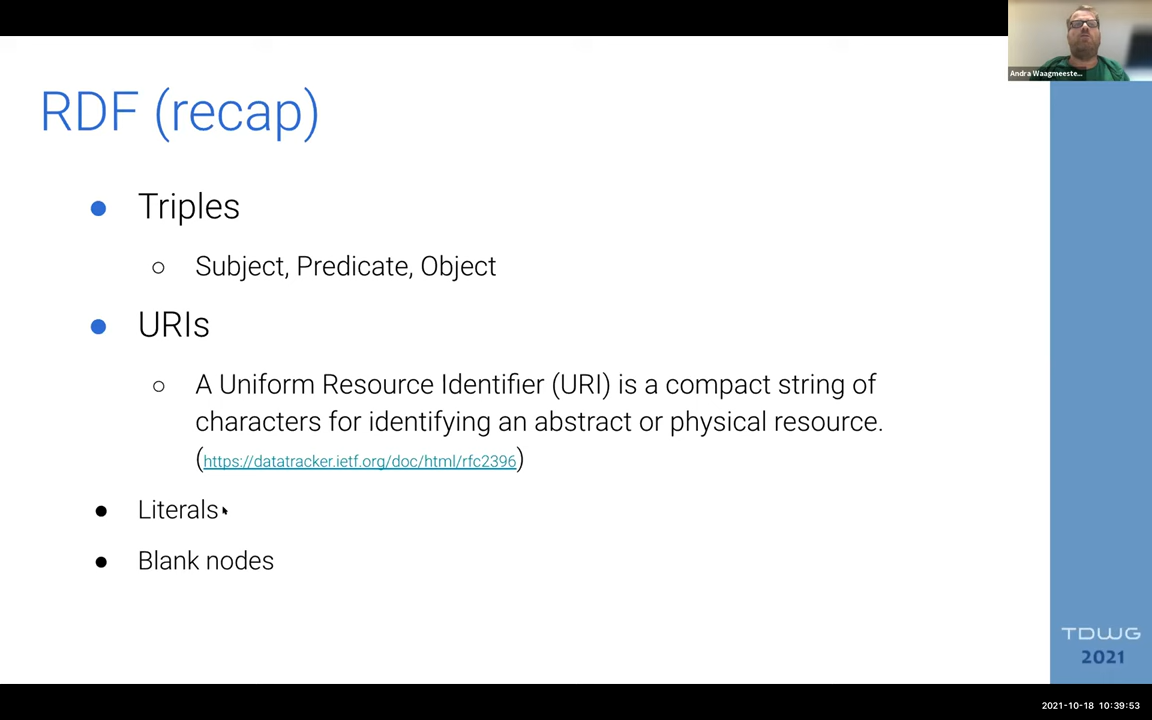 Andra Waagmeeste...
RDF (recap)
Triples
Subject, Predicate, Object
URIs
A Uniform Resource Identifier (URI) is a compact string of
characters for identifying an abstract or physical resource.
(https://datatracker.ietf.org/doc/html/rfc2396)
Literals
Blank nodes
TDWG
2021
2021-10-18 10:39:53